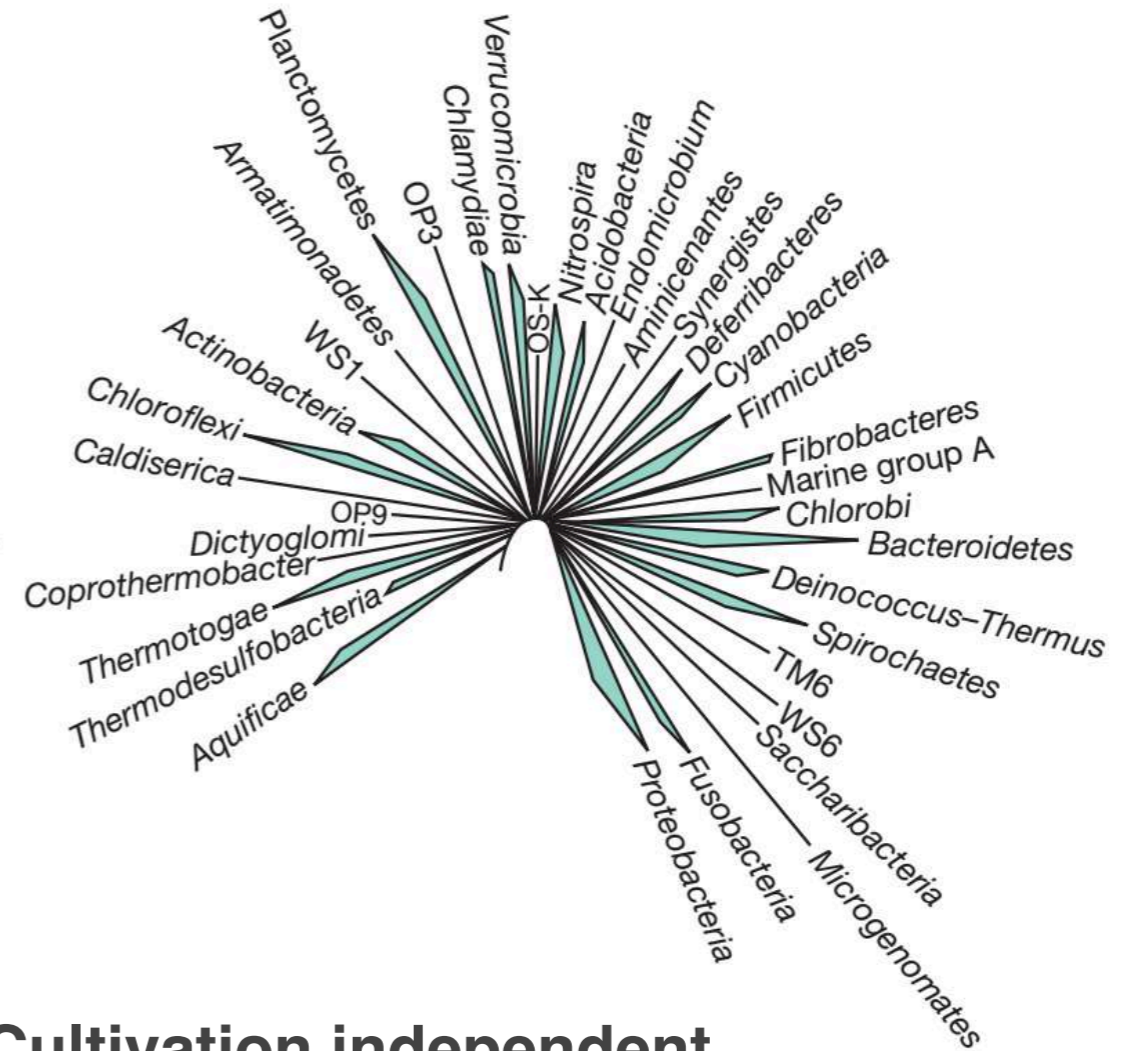 Planctomycetes
Verrucomicrobia
Chlamydiae
OP3
Armatimonadetes
WS1
Actinobacteria
Chloroflexi
Caldiserica
OP9
Dictyoglomi
Coprothermobacter
Thermotogae
Thermodesulfobacteria
Aquificae
OS-K
Nitrospira
Acidobacteria
Endomicrobium
Aminicenantes
Synergistes
Deferribacteres
Cyanobacteria
Firmicutes
Fibrobacteres
Marine group A
Chlorobi
Bacteroidetes
Deinococcus–Thermus
Spirochaetes
TM6
WS6
Saccharibacteria
Microgenomates
Fusobacteria
Proteobacteria
Cultivation independent